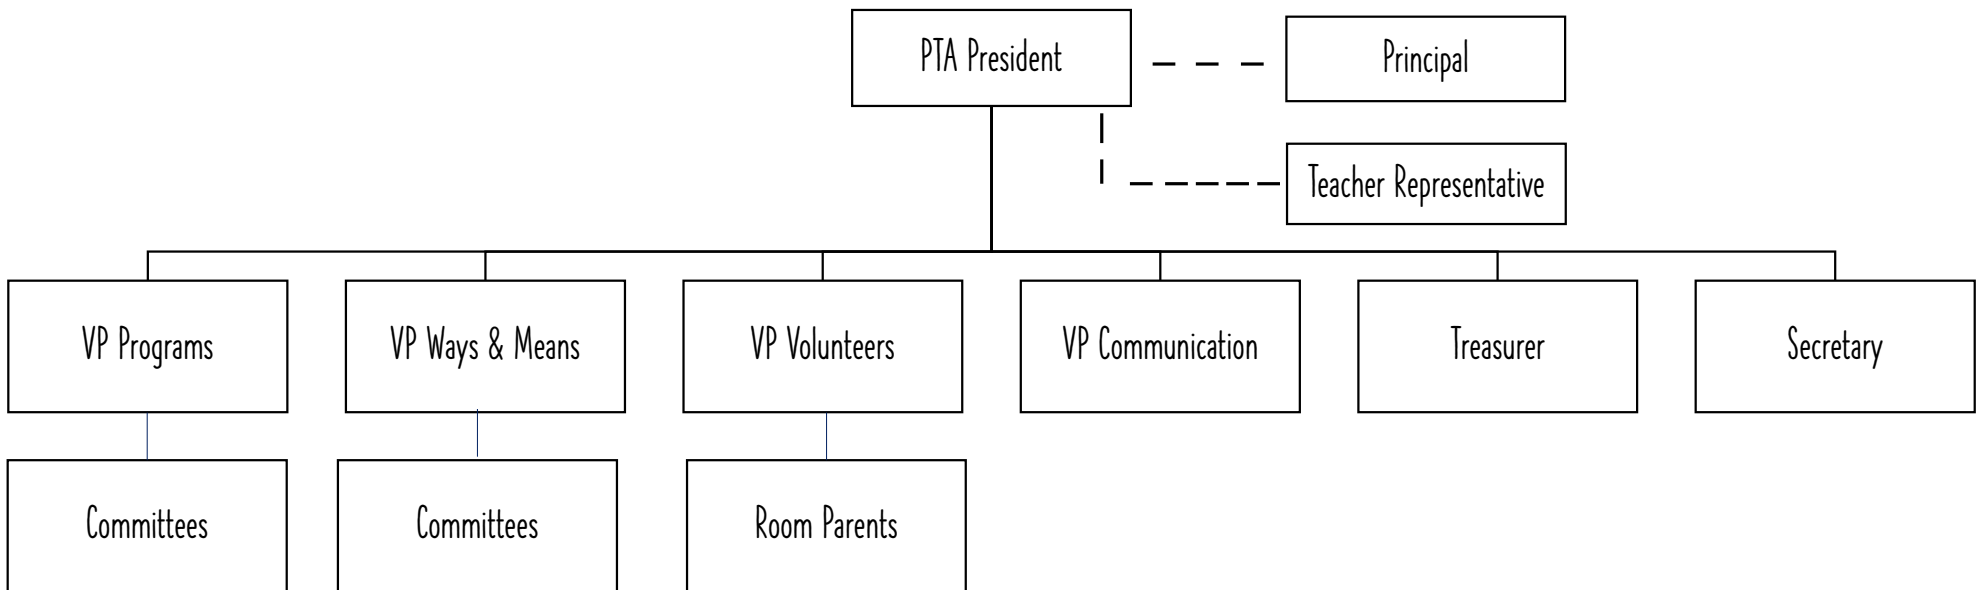 PTA President
Principal
Teacher Representative
VP Programs
VP Ways & Means
VP Volunteers
VP Communication
Treasurer
Secretary
Committees
Committees
Room Parents